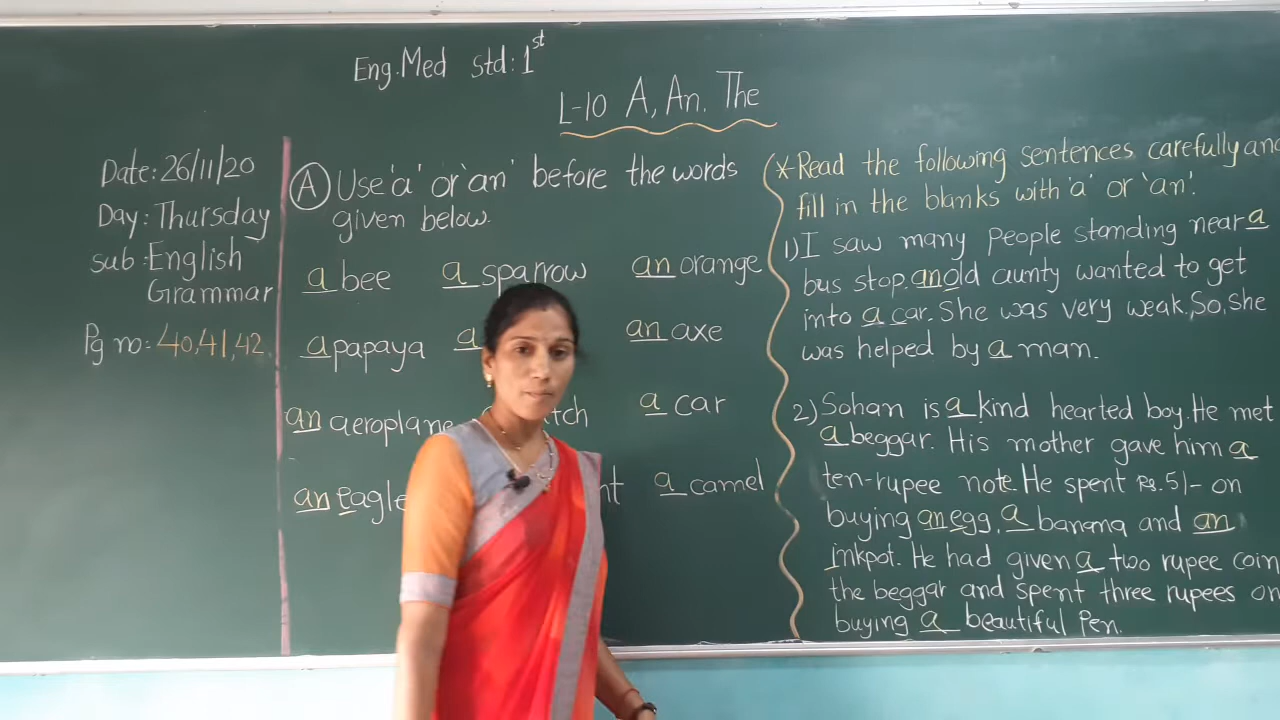 Eng.Med std:1st
L-10 A, An. The
Date: 26/11/20
Day: Thursday
sub: English
Grammar
Pg no:- 40,41,42.
(A) Use 'a' or 'an' before the words
given below.
a bee a sparrow an orange
a papaya a an axe
an aeroplane car
an eagle a camel
*Read the following sentences carefully and
fill in the blanks with 'a' or 'an'.
1) I saw many people standing near a
bus stop. an old aunty wanted to get
into a car. She was very weak, So, she
was helped by a man.
2) Sohan is a kind hearted boy. He met
a beggar. His mother gave him a
ten-rupee note. He spent Rs. 5/- on
buying an egg, a banana and an
inkpot. He had given a two rupee coin
the beggar and spent three rupees on
buying a beautiful Pen.